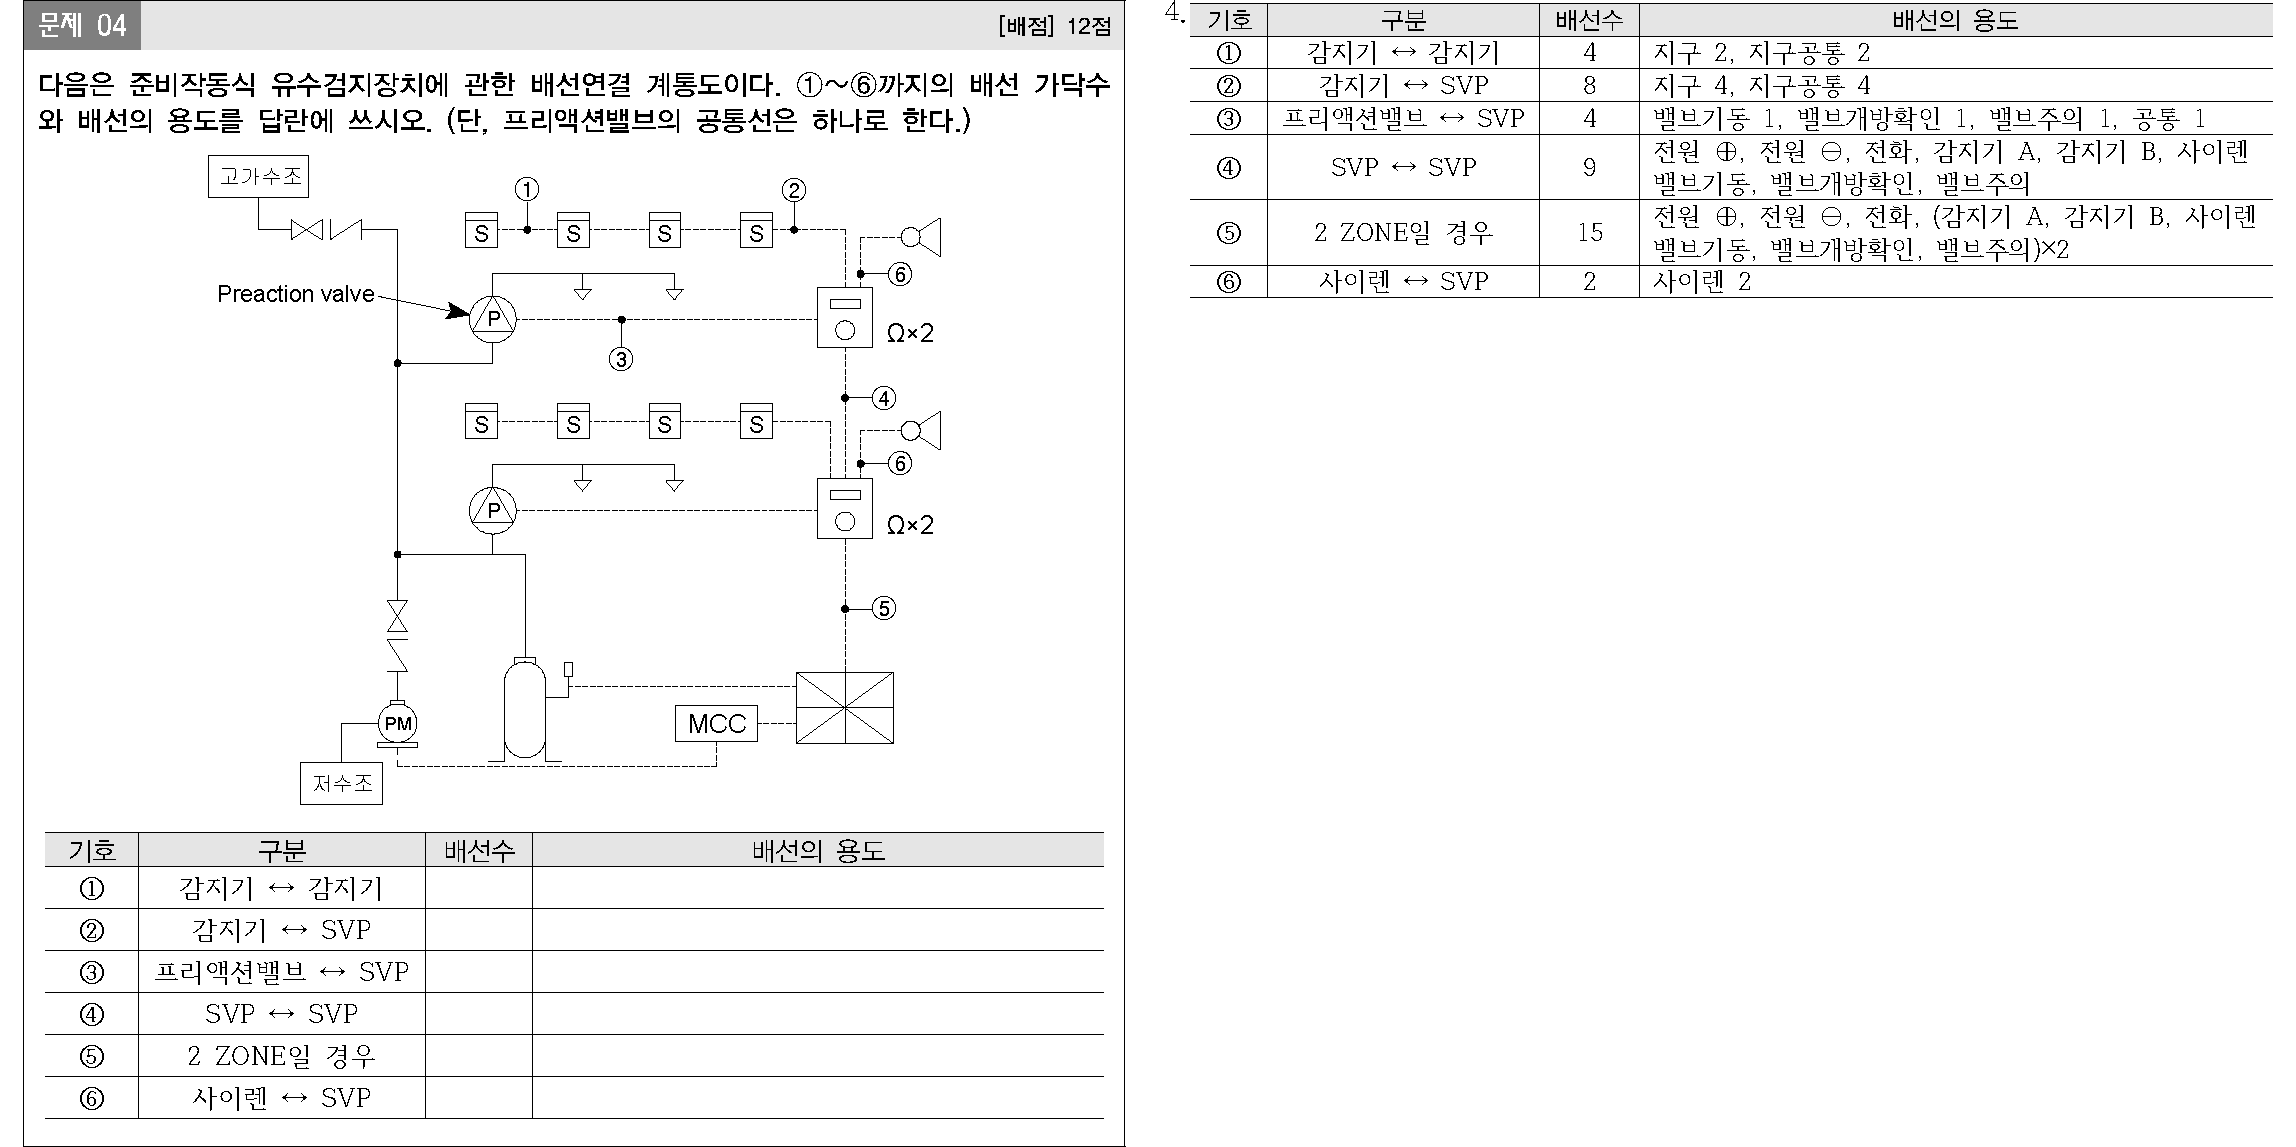 문제 04
[배점] 12점
다음은 준비작동식 유수검지장치에 관한 배선연결 계통도이다. ①~⑥까지의 배선 가닥수
와 배선의 용도를 답란에 쓰시오. (단, 프리액션밸브의 공통선은 하나로 한다.)
고가수조
① ②
S S S S
⑥
Preaction valve
P
Ω×2
③
④
S S S S
⑥
P
Ω×2
⑤
PM
MCC
저수조
기호 구분 배선수 배선의 용도
① 감지기 ↔ 감지기
② 감지기 ↔ SVP
③ 프리액션밸브 ↔ SVP
④ SVP ↔ SVP
⑤ 2 ZONE일 경우
⑥ 사이렌 ↔ SVP
4.
기호 구분 배선수 배선의 용도
① 감지기 ↔ 감지기 4 지구 2, 지구공통 2
② 감지기 ↔ SVP 8 지구 4, 지구공통 4
③ 프리액션밸브 ↔ SVP 4 밸브기동 1, 밸브개방확인 1, 밸브주의 1, 공통 1
④ SVP ↔ SVP 9 전원 ⊕, 전원 ⊖, 전화, 감지기 A, 감지기 B, 사이렌
밸브기동, 밸브개방확인, 밸브주의
⑤ 2 ZONE일 경우 15 전원 ⊕, 전원 ⊖, 전화, (감지기 A, 감지기 B, 사이렌
밸브기동, 밸브개방확인, 밸브주의)×2
⑥ 사이렌 ↔ SVP 2 사이렌 2